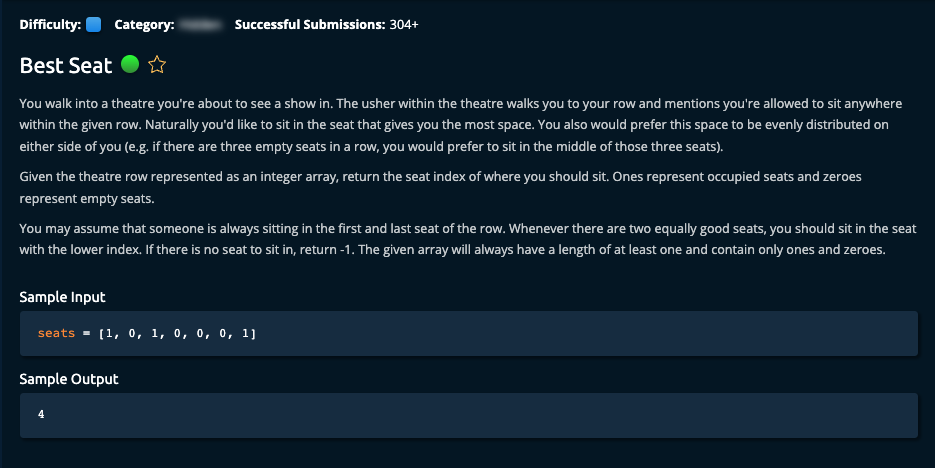 Difficulty: Category: Successful Submissions: 304+
Best Seat
You walk into a theatre you're about to see a show in. The usher within the theatre walks you to your row and mentions you're allowed to sit anywhere
within the given row. Naturally you'd like to sit in the seat that gives you the most space. You also would prefer this space to be evenly distributed on
either side of you (e.g. if there are three empty seats in a row, you would prefer to sit in the middle of those three seats).
Given the theatre row represented as an integer array, return the seat index of where you should sit. Ones represent occupied seats and zeroes
represent empty seats.
You may assume that someone is always sitting in the first and last seat of the row. Whenever there are two equally good seats, you should sit in the seat
with the lower index. If there is no seat to sit in, return -1. The given array will always have a length of at least one and contain only ones and zeroes.
Sample Input
seats = [1, 0, 1, 0, 0, 0, 1]
Sample Output
4